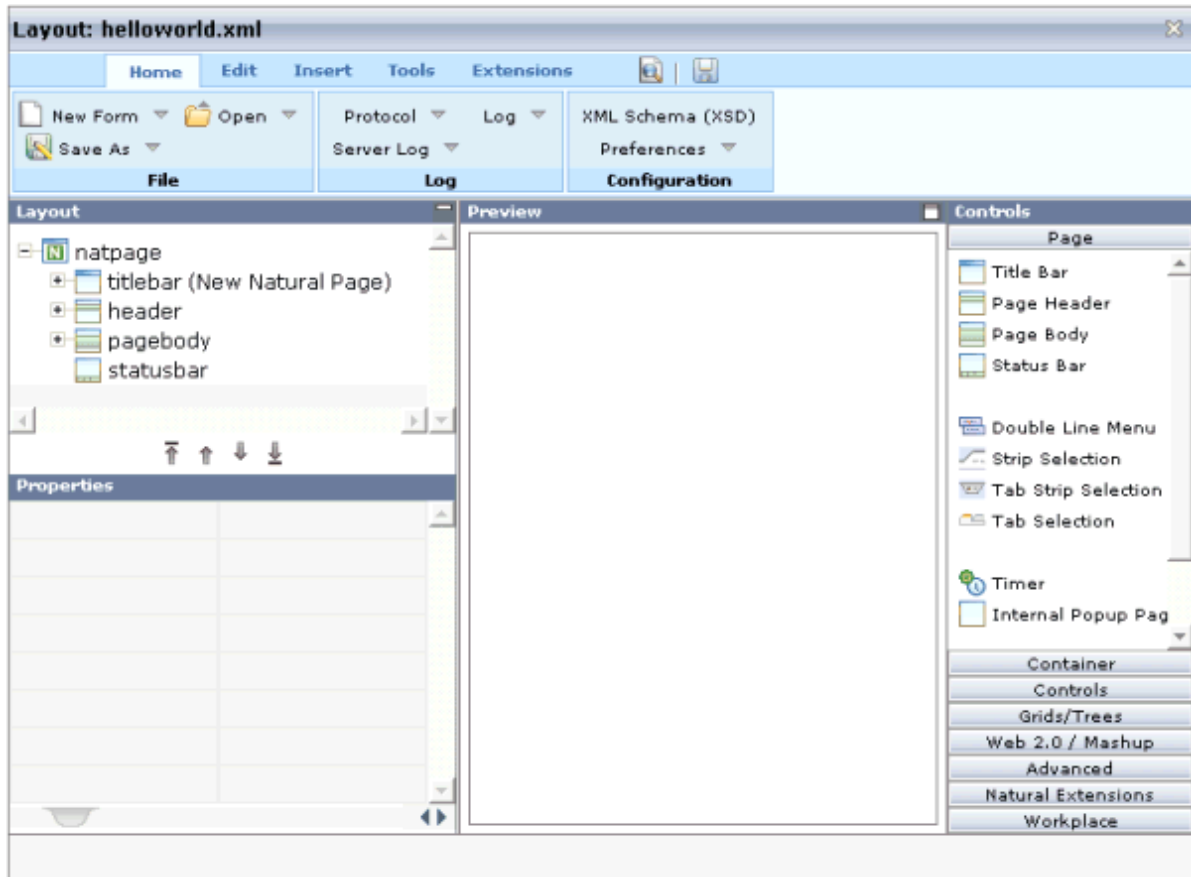 Layout: helloworld.xml
Home Edit Insert Tools Extensions
New Form Open
Save As
File
Protocol Log
Server Log
Log
XML Schema (XSD)
Preferences
Configuration
Layout
natpage
titlebar (New Natural Page)
header
pagebody
statusbar
Properties
Preview
Controls
Page
Title Bar
Page Header
Page Body
Status Bar
Double Line Menu
Strip Selection
Tab Strip Selection
Tab Selection
Timer
Internal Popup Pag
Container
Controls
Grids/Trees
Web 2.0 / Mashup
Advanced
Natural Extensions
Workplace